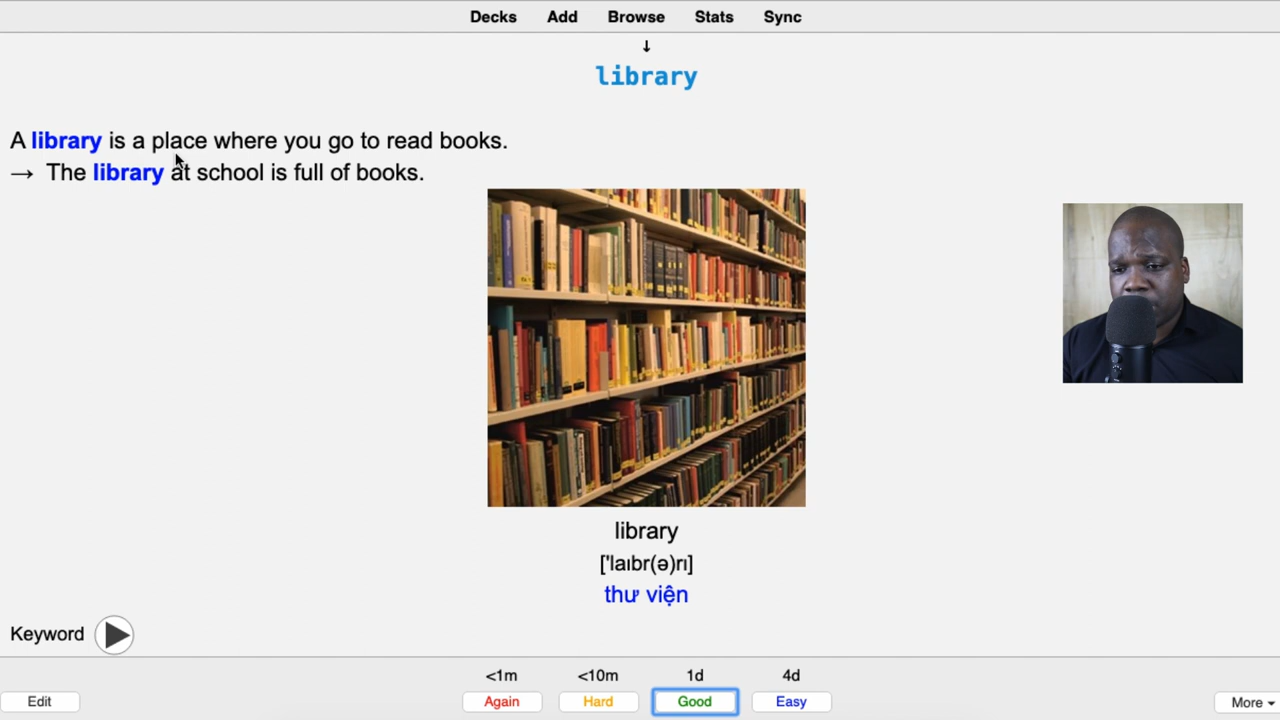 Decks Add Browse Stats Sync
↓
library
A library is a place where you go to read books.
→ The library at school is full of books.
library
['laɪbr(ə)rɪ]
thư viện
Keyword
<1m <10m 1d 4d
Edit Again Hard Good Easy More